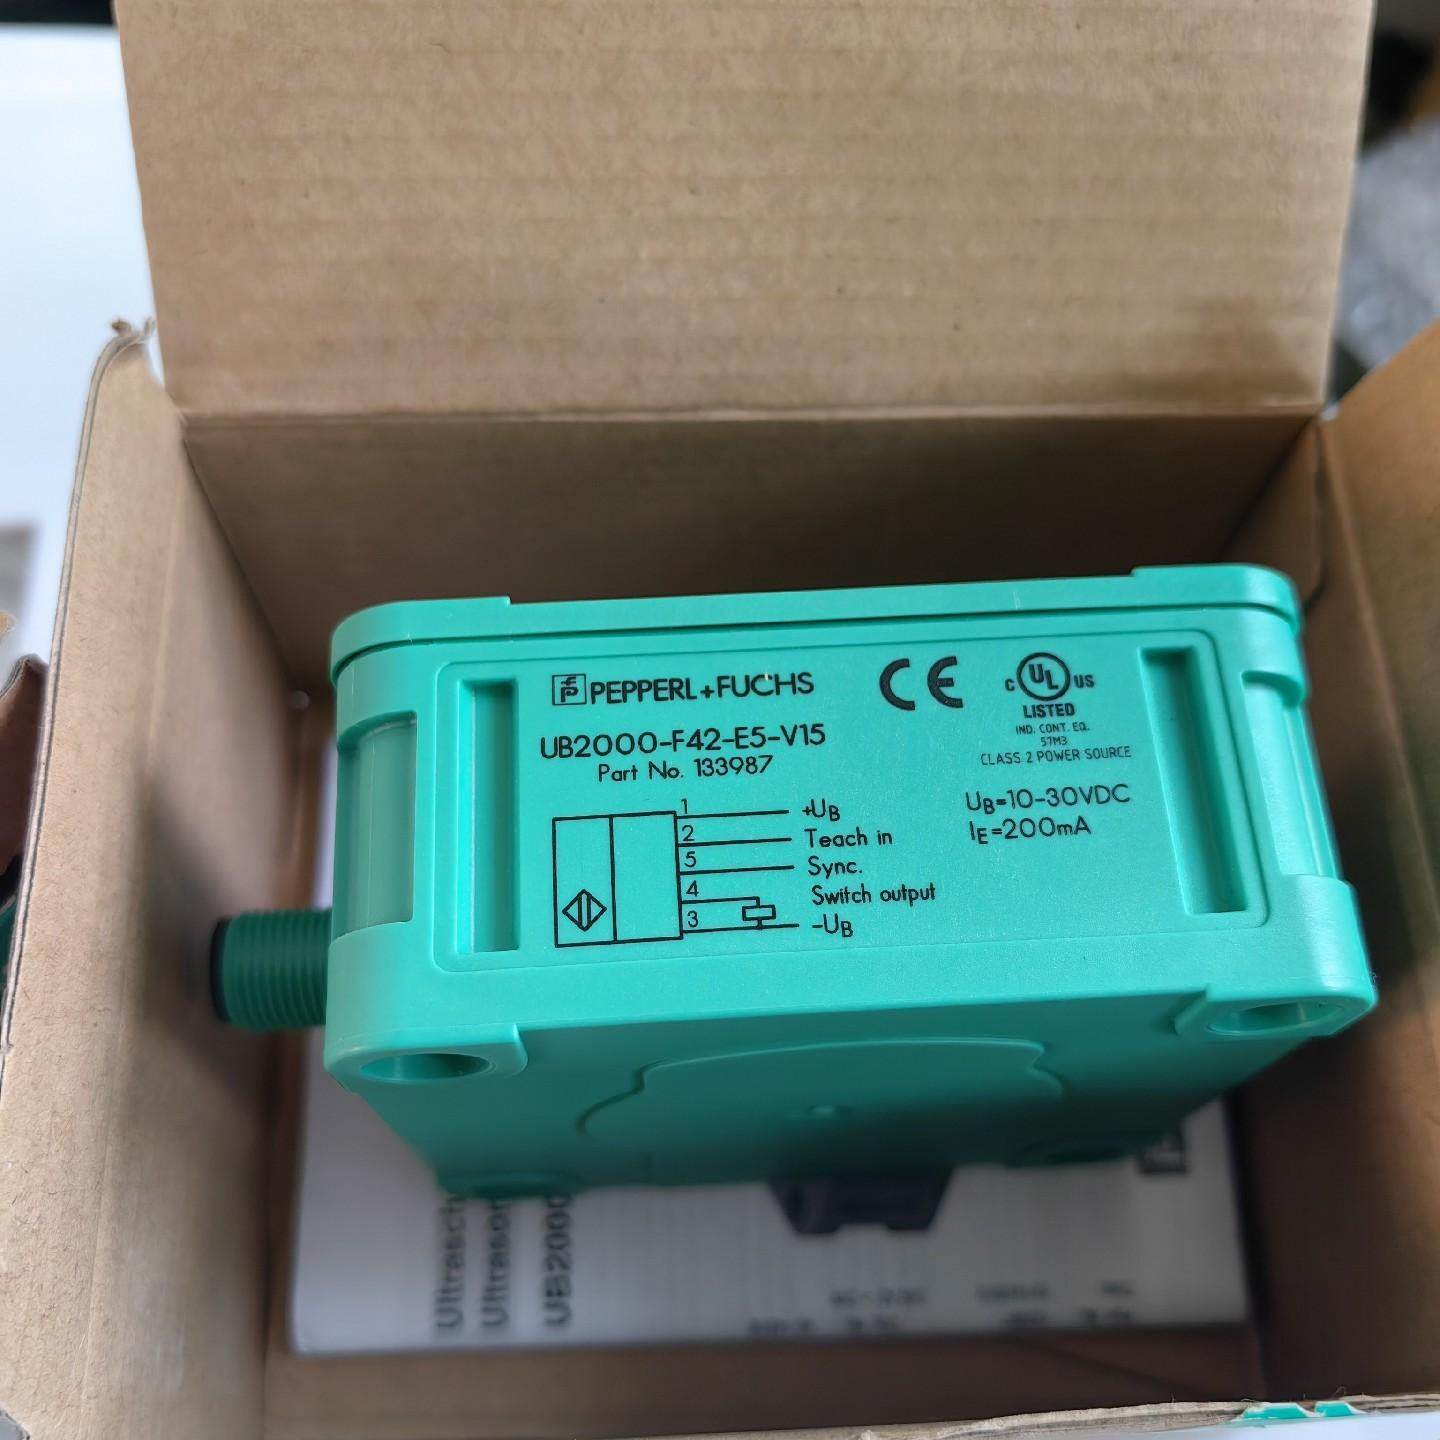 PEPPERL+FUCHS
UB2000-F42-E5-V15
Part No. 133987
CE
C UL US
LISTED
IND. CONT. EQ.
57M3
CLASS 2 POWER SOURCE
UB=10-30VDC
IE=200mA
1 +UB
2 Teach in
5 Sync.
4 Switch output
3 -UB
UB2000